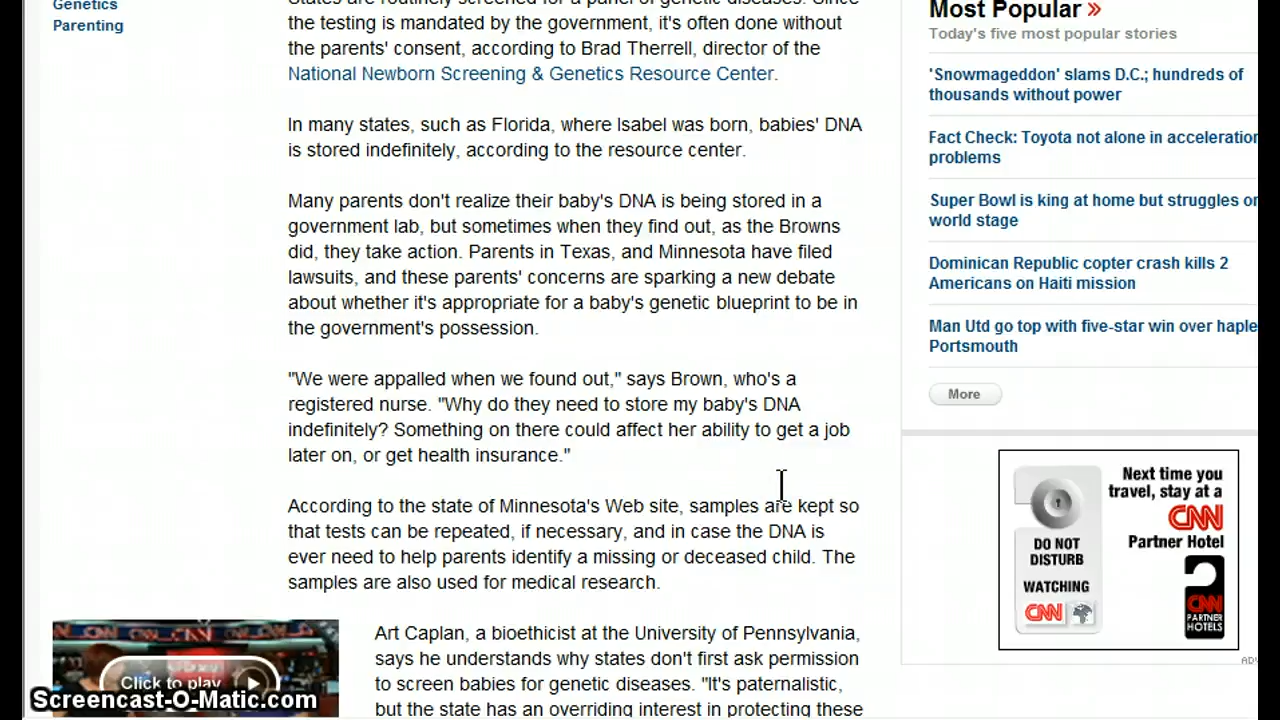 Genetics
Parenting
States are routinely screened for a panel of genetic diseases. Since
the testing is mandated by the government, it's often done without
the parents' consent, according to Brad Therrell, director of the
National Newborn Screening & Genetics Resource Center.
In many states, such as Florida, where Isabel was born, babies' DNA
is stored indefinitely, according to the resource center.
Many parents don't realize their baby's DNA is being stored in a
government lab, but sometimes when they find out, as the Browns
did, they take action. Parents in Texas, and Minnesota have filed
lawsuits, and these parents' concerns are sparking a new debate
about whether it's appropriate for a baby's genetic blueprint to be in
the government's possession.
"We were appalled when we found out," says Brown, who's a
registered nurse. "Why do they need to store my baby's DNA
indefinitely? Something on there could affect her ability to get a job
later on, or get health insurance."
According to the state of Minnesota's Web site, samples are kept so
that tests can be repeated, if necessary, and in case the DNA is
ever need to help parents identify a missing or deceased child. The
samples are also used for medical research.
Art Caplan, a bioethicist at the University of Pennsylvania,
says he understands why states don't first ask permission
to screen babies for genetic diseases. "It's paternalistic,
but the state has an overriding interest in protecting these
Click to play
Screencast-O-Matic.com
Most Popular »
Today's five most popular stories
'Snowmageddon' slams D.C.; hundreds of
thousands without power
Fact Check: Toyota not alone in acceleration
problems
Super Bowl is king at home but struggles on
world stage
Dominican Republic copter crash kills 2
Americans on Haiti mission
Man Utd go top with five-star win over haple
Portsmouth
More
Next time you
travel, stay at a
CNN
Partner Hotel
DO NOT
DISTURB
WATCHING
CNN
CNN
PARTNER
HOTELS